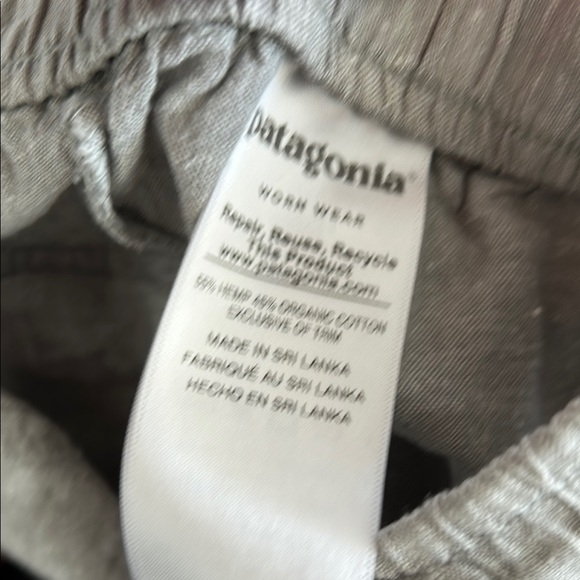 patagonia®
WORN WEAR
Repair, Reuse, Recycle
This Product
www.patagonia.com
55% HEMP 45% ORGANIC COTTON
EXCLUSIVE OF TRIM
MADE IN SRI LANKA
FABRIQUÉ AU SRI LANKA
HECHO EN SRI LANKA